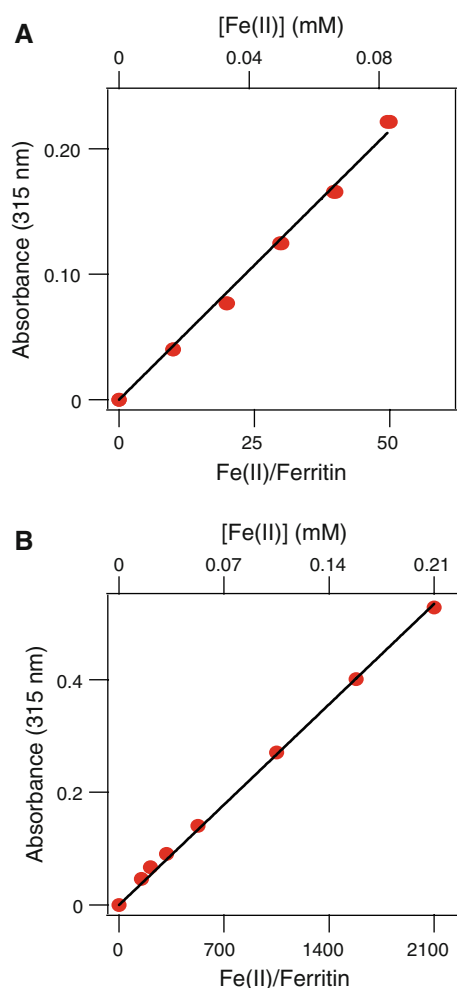 A
[Fe(II)] (mM)
0 0.04 0.08
Absorbance (315 nm)
0.20
0.10
0
0 25 50
Fe(II)/Ferritin
B
[Fe(II)] (mM)
0 0.07 0.14 0.21
Absorbance (315 nm)
0.4
0.2
0
0 700 1400 2100
Fe(II)/Ferritin